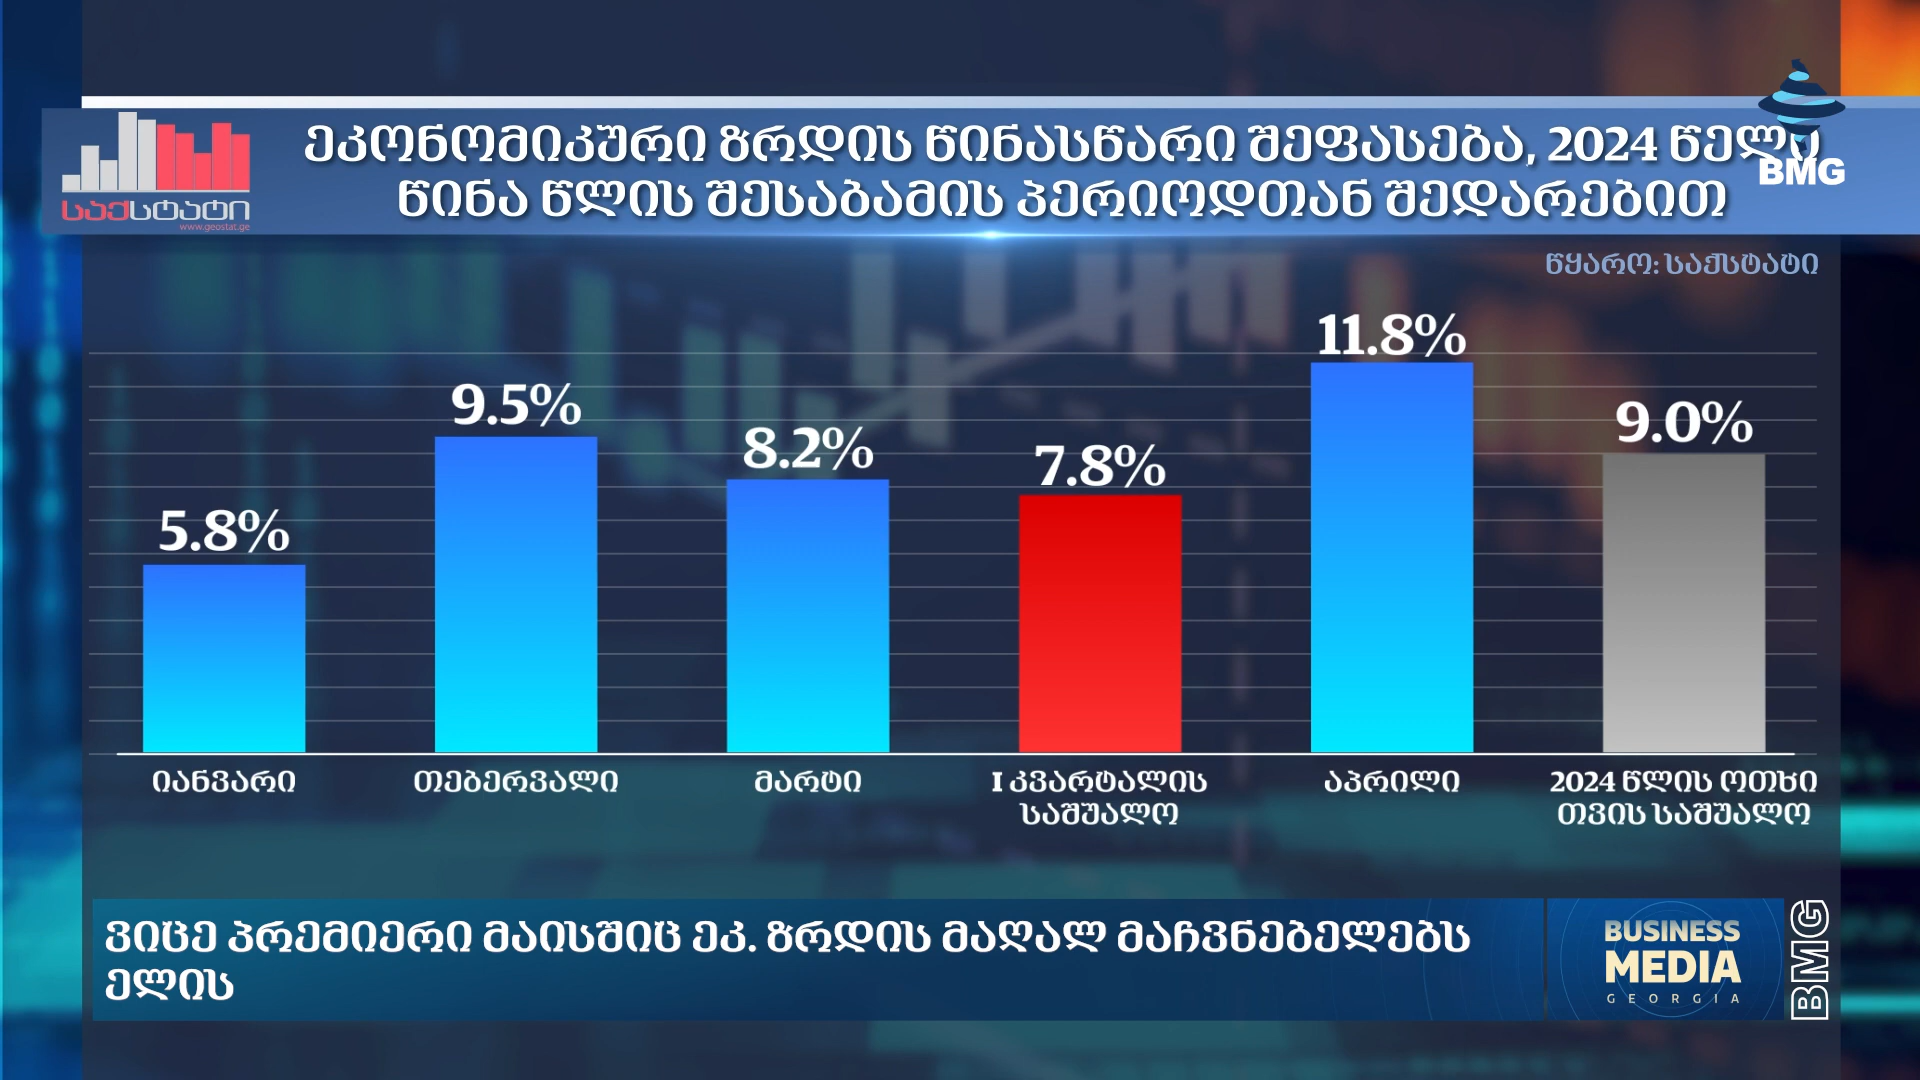 ეკონომიკური ზრდის წინასწარი შეფასება, 2024 წელი
წინა წლის შესაბამის პერიოდთან შედარებით
საქსტატი
www.geostat.ge
BMG
წყარო: საქსტატი
5.8%
9.5%
8.2%
7.8%
11.8%
9.0%
იანვარი
თებერვალი
მარტი
I კვარტალის
საშუალო
აპრილი
2024 წლის ოთხი
თვის საშუალო
ვიცე პრემიერი მაისშიც ეკ. ზრდის მაღალ მაჩვნებელებს
ელის
BUSINESS
MEDIA
GEORGIA
BMG